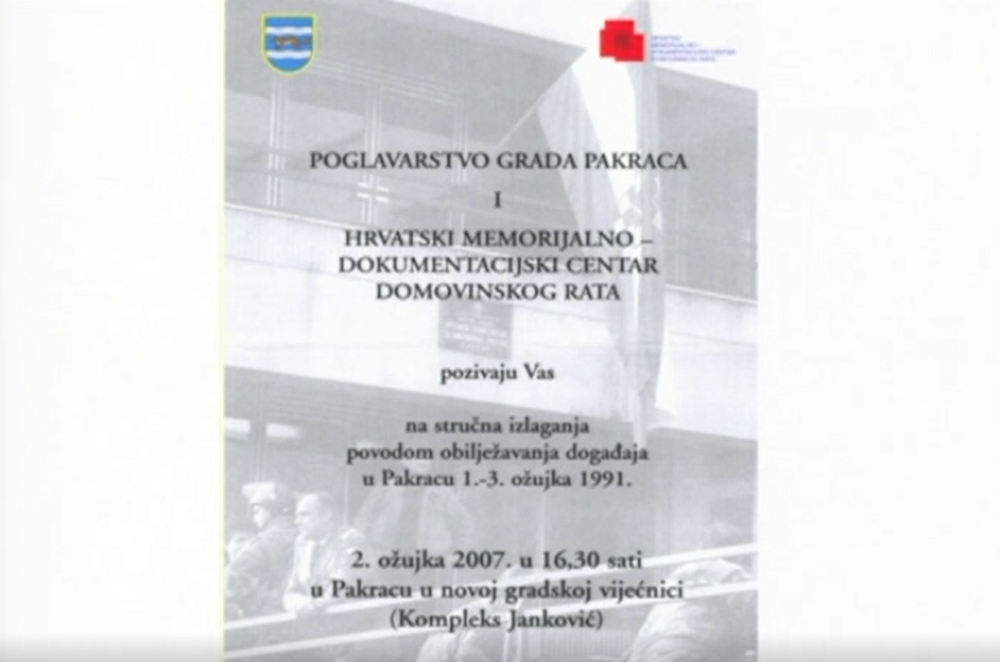 POGLAVARSTVO GRADA PAKRACA
I
HRVATSKI MEMORIJALNO –
DOKUMENTACIJSKI CENTAR
DOMOVINSKOG RATA
pozivaju Vas
na stručna izlaganja
povodom obilježavanja događaja
u Pakracu 1.-3. ožujka 1991.
2. ožujka 2007. u 16,30 sati
u Pakracu u novoj gradskoj vijećnici
(Kompleks Janković)